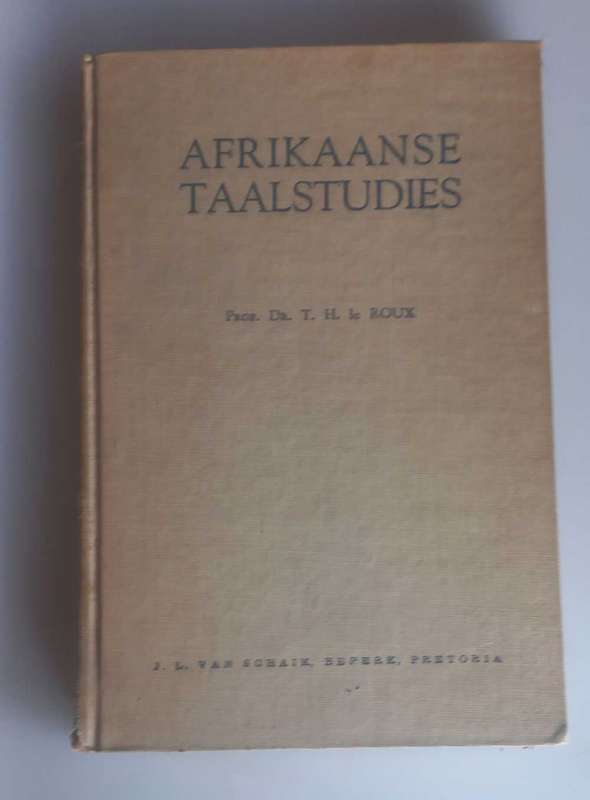 AFRIKAANSE
TAALSTUDIES
PROF. DR. T. H. le ROUX
J. L. VAN SCHAIK, BEPERK, PRETORIA